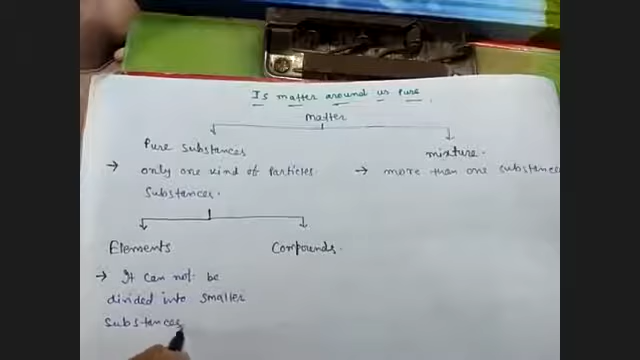 Is matter around us Pure
matter
Pure substances
mixture.
→ only one kind of Particles
→ more than one substances
substances.
Elements
Compounds.
→ It can not be
divided into smaller
substances